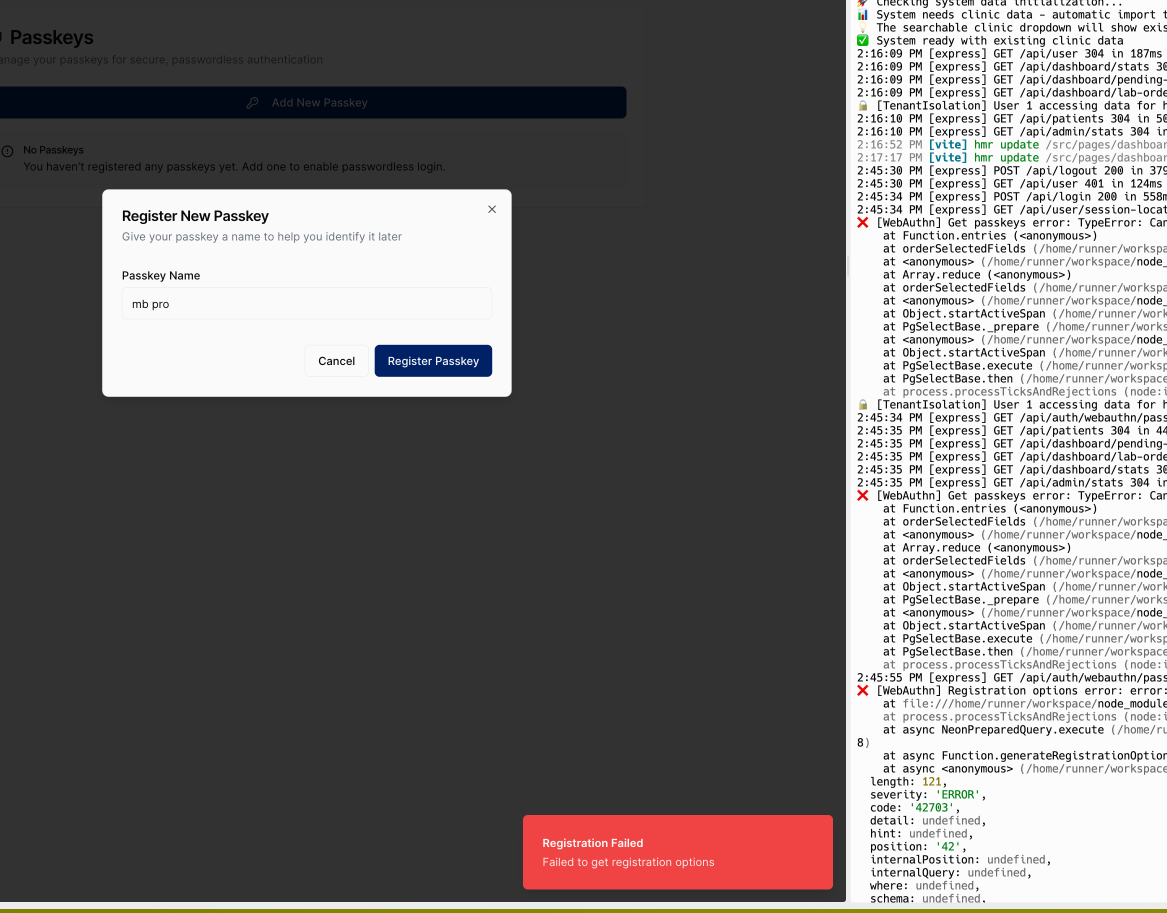 Passkeys
anage your passkeys for secure, passwordless authentication
Add New Passkey
No Passkeys
You haven't registered any passkeys yet. Add one to enable passwordless login.
Register New Passkey
Give your passkey a name to help you identify it later
Passkey Name
mb pro
Cancel
Register Passkey
Registration Failed
Failed to get registration options
🚀 Checking system data initialization...
📊 System needs clinic data - automatic import t
The searchable clinic dropdown will show exis
✅ System ready with existing clinic data
2:16:09 PM [express] GET /api/user 304 in 187ms
2:16:09 PM [express] GET /api/dashboard/stats 30
2:16:09 PM [express] GET /api/dashboard/pending-
2:16:09 PM [express] GET /api/dashboard/lab-orde
🔒 [TenantIsolation] User 1 accessing data for h
2:16:10 PM [express] GET /api/patients 304 in 50
2:16:10 PM [express] GET /api/admin/stats 304 in
2:16:52 PM [vite] hmr update /src/pages/dashboar
2:17:17 PM [vite] hmr update /src/pages/dashboar
2:45:30 PM [express] POST /api/logout 200 in 379
2:45:30 PM [express] GET /api/user 401 in 124ms
2:45:34 PM [express] POST /api/login 200 in 558m
2:45:34 PM [express] GET /api/user/session-locat
❌ [WebAuthn] Get passkeys error: TypeError: Can
at Function.entries (<anonymous>)
at orderSelectedFields (/home/runner/workspa
at <anonymous> (/home/runner/workspace/node_
at Array.reduce (<anonymous>)
at orderSelectedFields (/home/runner/workspa
at <anonymous> (/home/runner/workspace/node_
at Object.startActiveSpan (/home/runner/work
at PgSelectBase._prepare (/home/runner/works
at <anonymous> (/home/runner/workspace/node_
at Object.startActiveSpan (/home/runner/work
at PgSelectBase.execute (/home/runner/worksp
at PgSelectBase.then (/home/runner/workspace
at process.processTicksAndRejections (node:i
🔒 [TenantIsolation] User 1 accessing data for h
2:45:34 PM [express] GET /api/auth/webauthn/pass
2:45:35 PM [express] GET /api/patients 304 in 44
2:45:35 PM [express] GET /api/dashboard/pending-
2:45:35 PM [express] GET /api/dashboard/lab-orde
2:45:35 PM [express] GET /api/dashboard/stats 30
2:45:35 PM [express] GET /api/admin/stats 304 in
❌ [WebAuthn] Get passkeys error: TypeError: Can
at Function.entries (<anonymous>)
at orderSelectedFields (/home/runner/workspa
at <anonymous> (/home/runner/workspace/node_
at Array.reduce (<anonymous>)
at orderSelectedFields (/home/runner/workspa
at <anonymous> (/home/runner/workspace/node_
at Object.startActiveSpan (/home/runner/work
at PgSelectBase._prepare (/home/runner/works
at <anonymous> (/home/runner/workspace/node_
at Object.startActiveSpan (/home/runner/work
at PgSelectBase.execute (/home/runner/worksp
at PgSelectBase.then (/home/runner/workspace
at process.processTicksAndRejections (node:i
2:45:55 PM [express] GET /api/auth/webauthn/pass
❌ [WebAuthn] Registration options error: error:
at file:///home/runner/workspace/node_module
at process.processTicksAndRejections (node:i
at async NeonPreparedQuery.execute (/home/ru
8)
at async Function.generateRegistrationOption
at async <anonymous> (/home/runner/workspace
length: 121,
severity: 'ERROR',
code: '42703',
detail: undefined,
hint: undefined,
position: '42',
internalPosition: undefined,
internalQuery: undefined,
where: undefined,
schema: undefined,